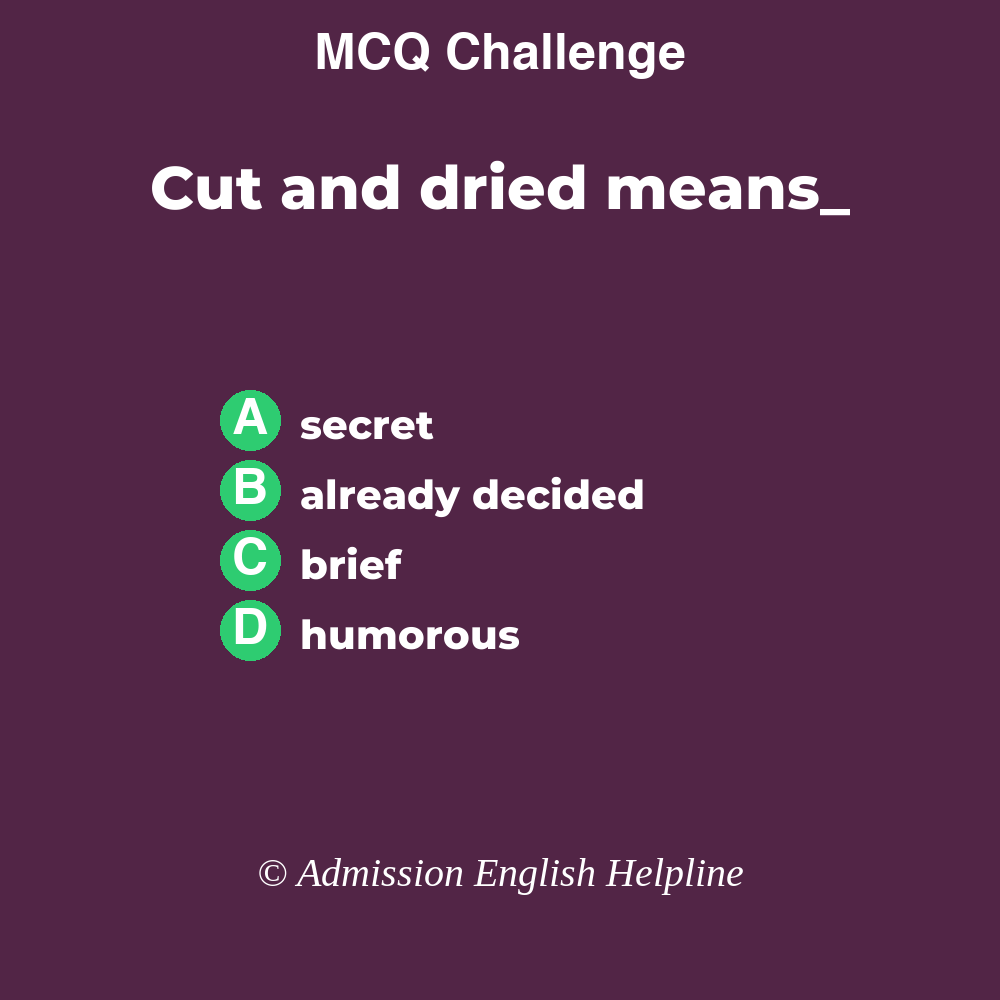 MCQ Challenge
Cut and dried means_
A secret
B already decided
C brief
D humorous
© Admission English Helpline